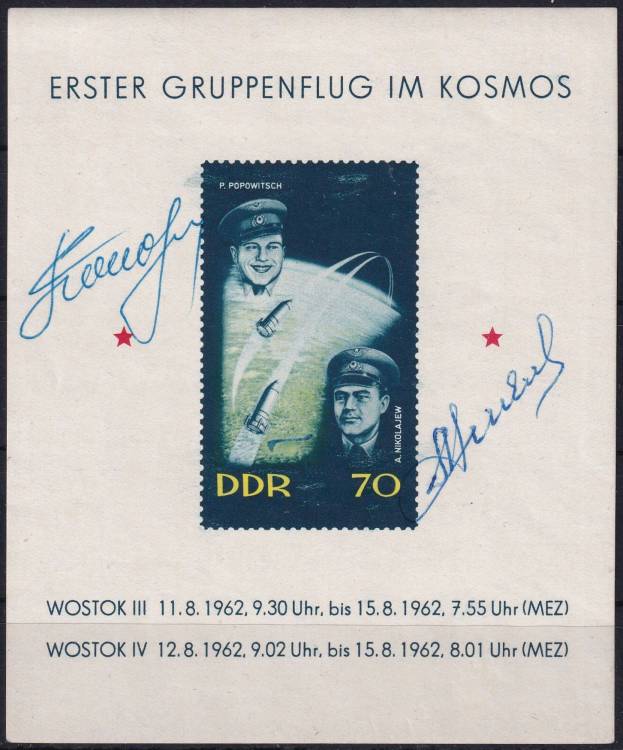 ERSTER GRUPPENFLUG IM KOSMOS
P. POPOWITSCH
A. NIKOLAJEW
DDR 70
WOSTOK III 11.8.1962, 9.30 Uhr, bis 15.8.1962, 7.55 Uhr (MEZ)
WOSTOK IV 12.8.1962, 9.02 Uhr, bis 15.8.1962, 8.01 Uhr (MEZ)